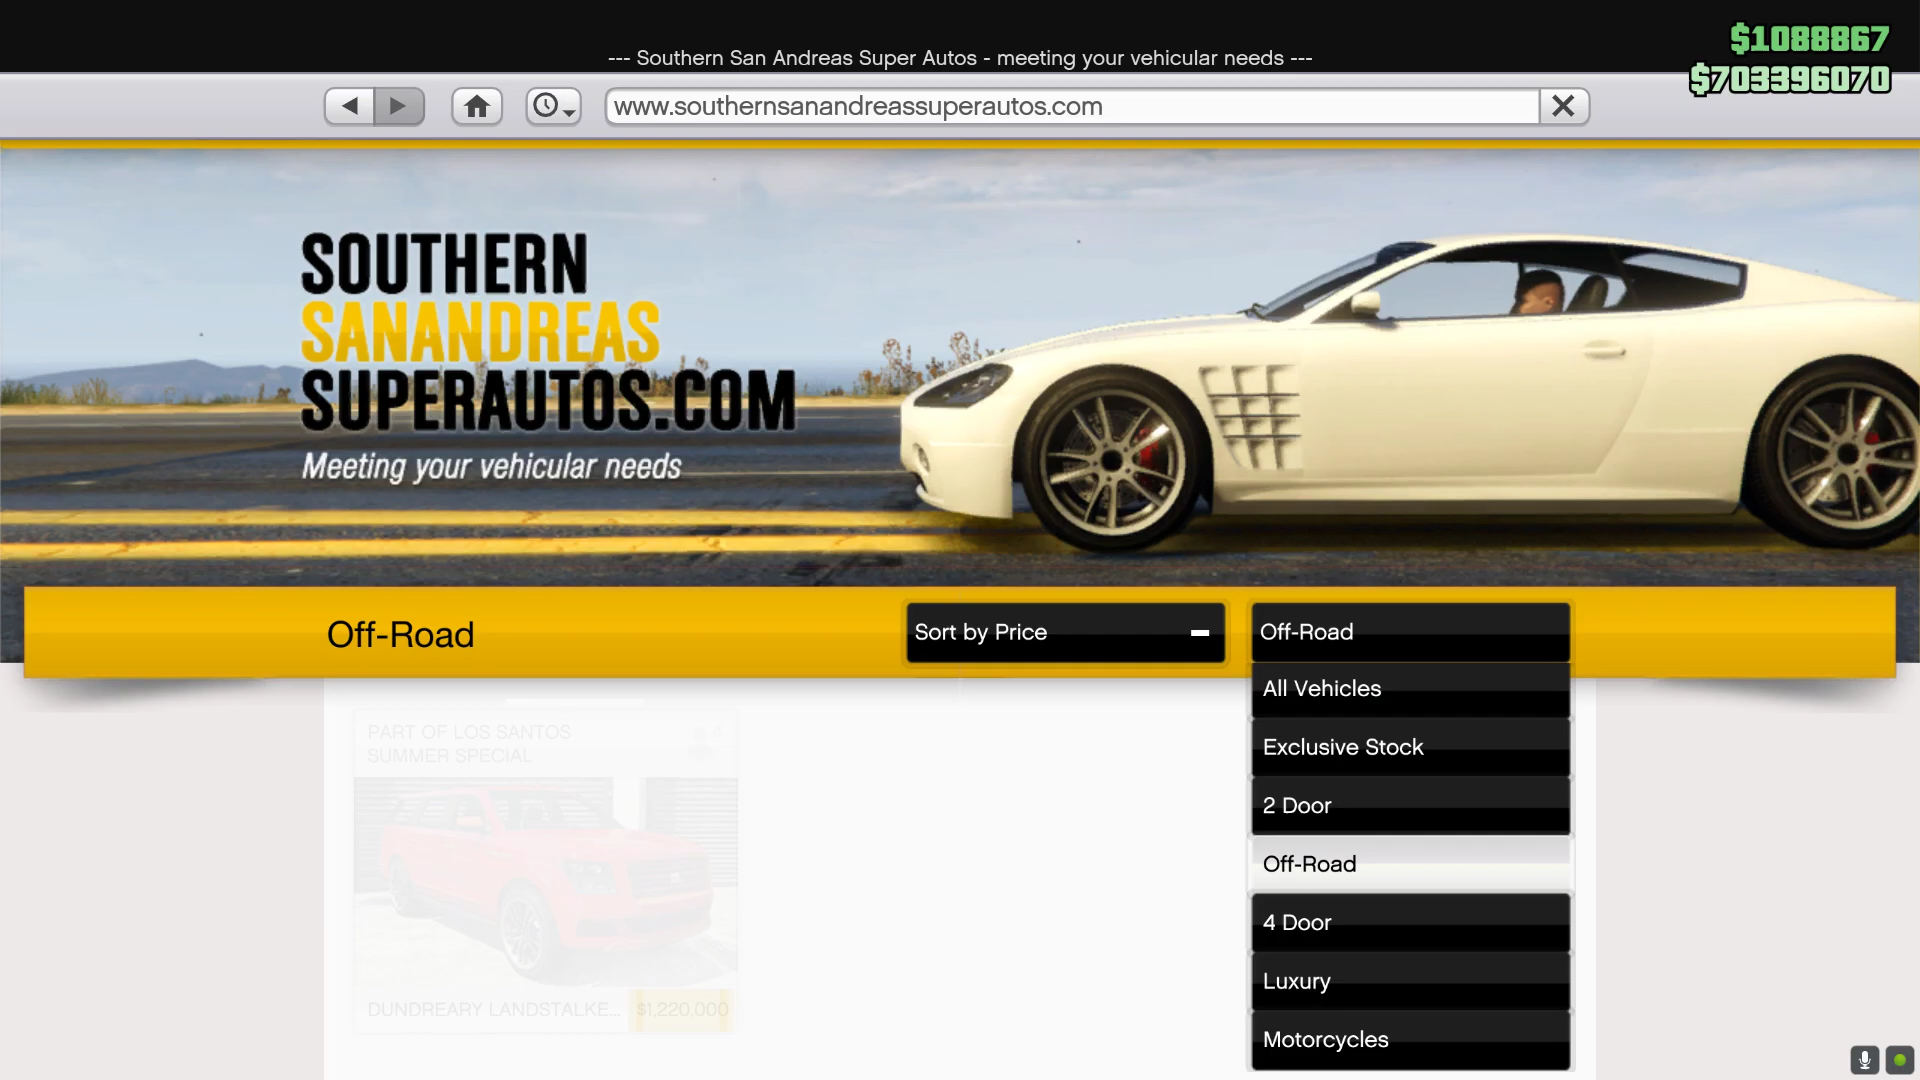 --- Southern San Andreas Super Autos - meeting your vehicular needs ---
$1088867
$703396070
www.southernsanandreassuperautos.com
SOUTHERN
SANANDREAS
SUPERAUTOS.COM
Meeting your vehicular needs
Off-Road
Sort by Price
Off-Road
All Vehicles
Exclusive Stock
2 Door
Off-Road
4 Door
Luxury
Motorcycles
PART OF LOS SANTOS
SUMMER SPECIAL
DUNDREARY LANDSTALKE...
$1,220,000